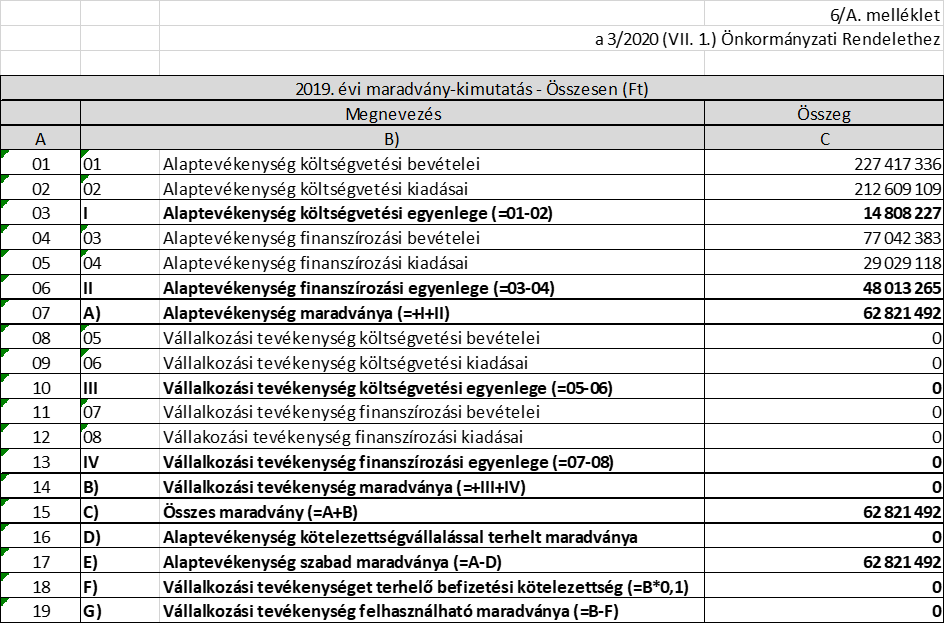 6/A. melléklet
a 3/2020 (VII. 1.) Önkormányzati Rendelethez
2019. évi maradvány-kimutatás - Összesen (Ft)
Megnevezés Összeg
A B) C
01 01 Alaptevékenység költségvetési bevételei 227 417 336
02 02 Alaptevékenység költségvetési kiadásai 212 609 109
03 I Alaptevékenység költségvetési egyenlege (=01-02) 14 808 227
04 03 Alaptevékenység finanszírozási bevételei 77 042 383
05 04 Alaptevékenység finanszírozási kiadásai 29 029 118
06 II Alaptevékenység finanszírozási egyenlege (=03-04) 48 013 265
07 A) Alaptevékenység maradványa (=+I+II) 62 821 492
08 05 Vállalkozási tevékenység költségvetési bevételei 0
09 06 Vállalkozási tevékenység költségvetési kiadásai 0
10 III Vállalkozási tevékenység költségvetési egyenlege (=05-06) 0
11 07 Vállalkozási tevékenység finanszírozási bevételei 0
12 08 Vállakozási tevékenység finanszírozási kiadásai 0
13 IV Vállalkozási tevékenység finanszírozási egyenlege (=07-08) 0
14 B) Vállalkozási tevékenység maradványa (=+III+IV) 0
15 C) Összes maradvány (=A+B) 62 821 492
16 D) Alaptevékenység kötelezettségvállalással terhelt maradványa 0
17 E) Alaptevékenység szabad maradványa (=A-D) 62 821 492
18 F) Vállalkozási tevékenységet terhelő befizetési kötelezettség (=B*0,1) 0
19 G) Vállalkozási tevékenység felhasználható maradványa (=B-F) 0